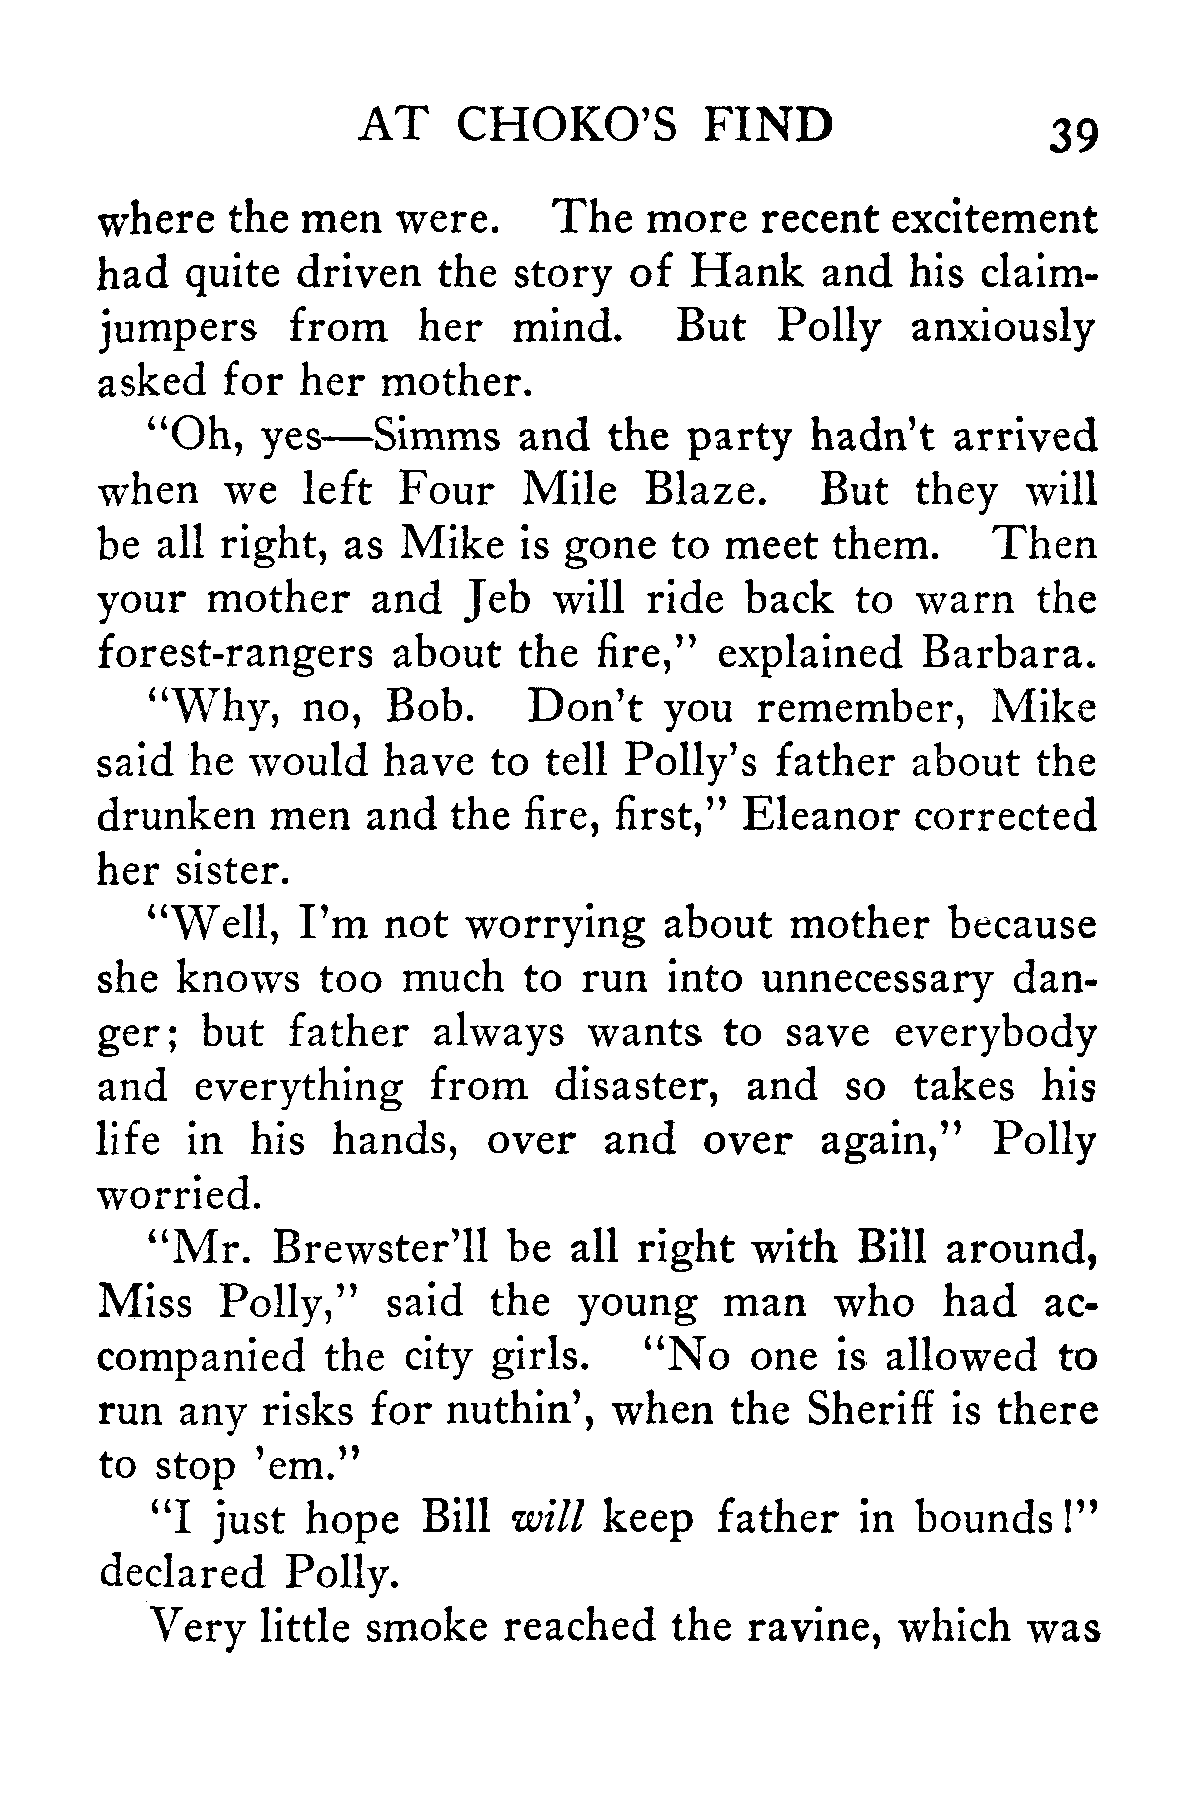 AT CHOKO'S FIND 39
where the men were. The more recent excitement
had quite driven the story of Hank and his claim-
jumpers from her mind. But Polly anxiously
asked for her mother.
“Oh, yes—Simms and the party hadn't arrived
when we left Four Mile Blaze. But they will
be all right, as Mike is gone to meet them. Then
your mother and Jeb will ride back to warn the
forest-rangers about the fire,” explained Barbara.
“Why, no, Bob. Don't you remember, Mike
said he would have to tell Polly's father about the
drunken men and the fire, first,” Eleanor corrected
her sister.
“Well, I'm not worrying about mother because
she knows too much to run into unnecessary dan-
ger; but father always wants to save everybody
and everything from disaster, and so takes his
life in his hands, over and over again,” Polly
worried.
“Mr. Brewster'll be all right with Bill around,
Miss Polly,” said the young man who had ac-
companied the city girls. “No one is allowed to
run any risks for nuthin', when the Sheriff is there
to stop 'em.”
“I just hope Bill will keep father in bounds!”
declared Polly.
Very little smoke reached the ravine, which was